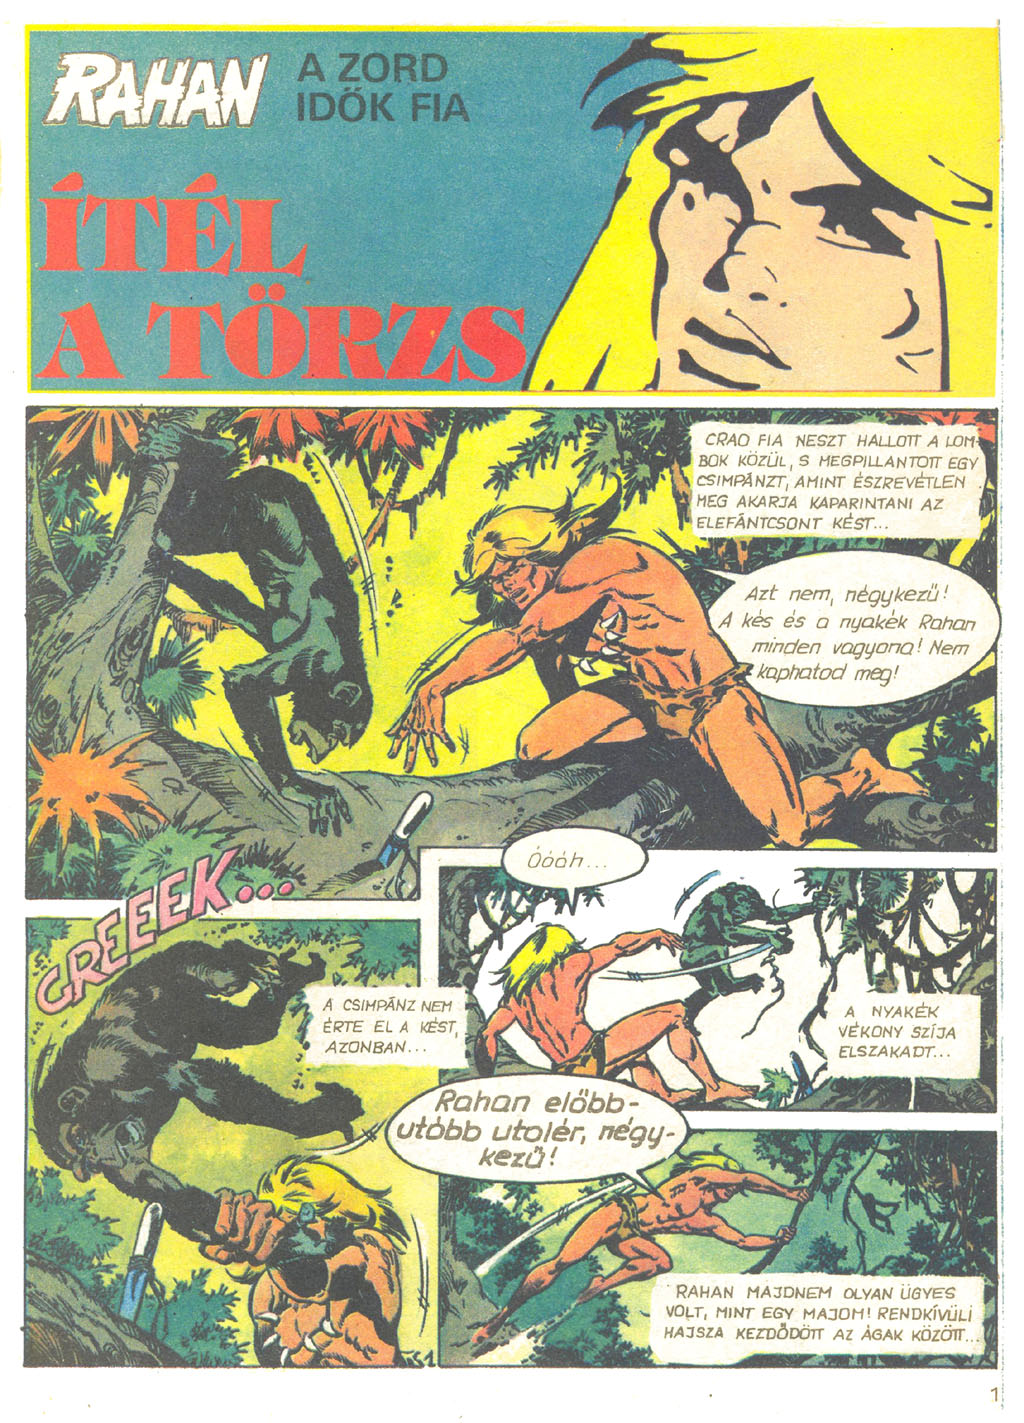 RAHAN
A ZORD
IDŐK FIA
ÍTÉL
A TÖRZS
CRAO FIA NESZT HALLOTT A LOM-
BOK KÖZÜL, S MEGPILLANTOTT EGY
CSIMPÁNZT, AMINT ÉSZREVÉTLEN
MEG AKARJA KAPARINTANI AZ
ELEFÁNTCSONT KÉST...
Azt nem, négykezű!
A kés és a nyakék Rahan
minden vagyona! Nem
kaphatod meg!
GREEEK...
Óóóh...
A CSIMPÁNZ NEM
ÉRTE EL A KÉST,
AZONBAN...
A NYAKÉK
VÉKONY SZÍJA
ELSZAKADT...
Rahan előbb-
utóbb utolér, négy-
kezű!
RAHAN MAJDNEM OLYAN ÜGYES
VOLT, MINT EGY MAJOM! RENDKÍVÜLI
HAJSZA KEZDŐDÖTT AZ ÁGAK KÖZÖTT...
1